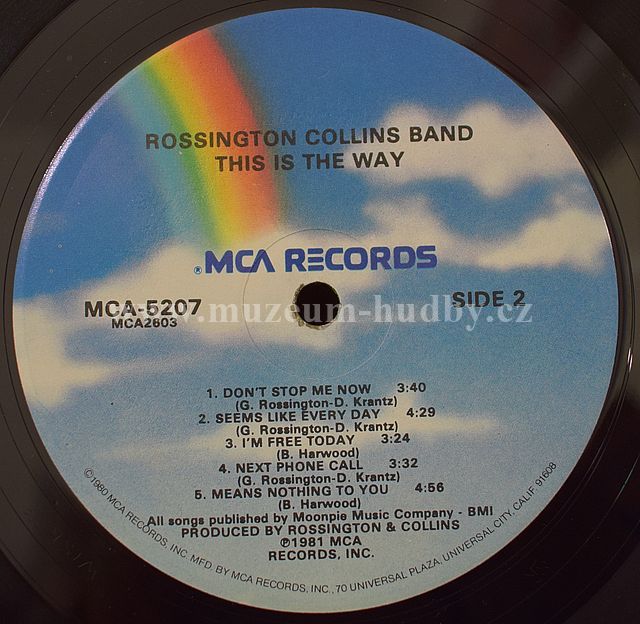 ROSSINGTON COLLINS BAND
THIS IS THE WAY
®MCA RECORDS
MCA-5207
MCA2603
SIDE 2
www.muzeum-hudby.cz
1. DON'T STOP ME NOW 3:40
(G. Rossington-D. Krantz)
2. SEEMS LIKE EVERY DAY 4:29
(G. Rossington-D. Krantz)
3. I'M FREE TODAY 3:24
(B. Harwood)
4. NEXT PHONE CALL 3:32
(G. Rossington-D. Krantz)
5. MEANS NOTHING TO YOU 4:56
(B. Harwood)
All songs published by Moonpie Music Company - BMI
PRODUCED BY ROSSINGTON & COLLINS
℗1981 MCA
RECORDS, INC.
©1980 MCA RECORDS, INC. MFD. BY MCA RECORDS, INC., 70 UNIVERSAL PLAZA, UNIVERSAL CITY, CALIF. 91608